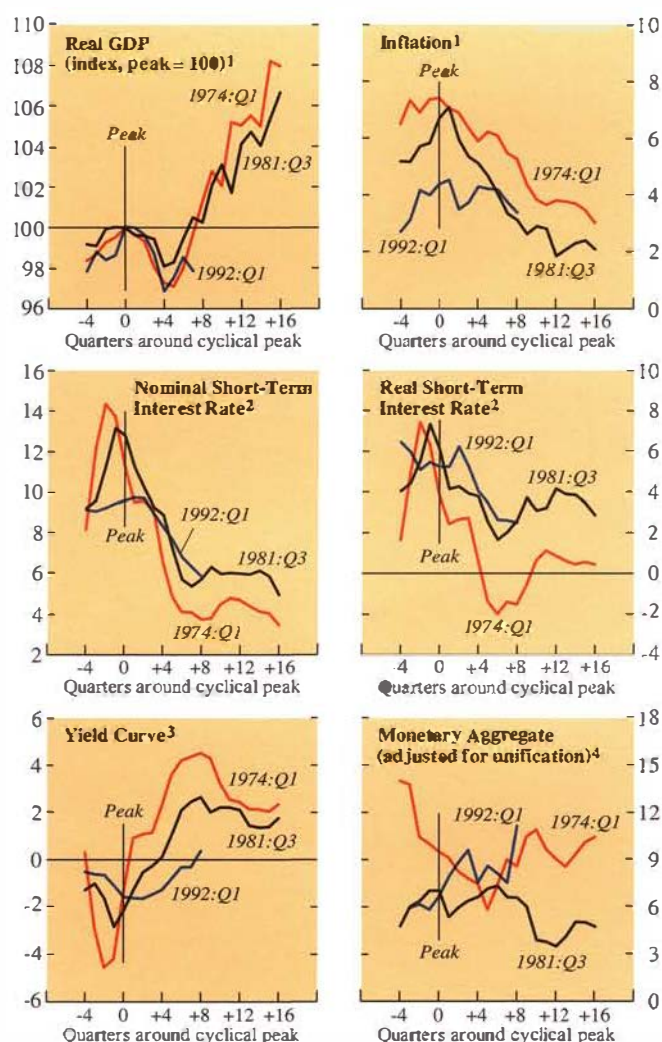 110
108
106
104
102
100
98
96
Real GDP
(index, peak = 100)¹
1974:Q1
Peak
1981:Q3
1992:Q1
-4 0 +4 +8 +12 +16
Quarters around cyclical peak
Inflation¹
Peak
1974:Q1
1992:Q1
1981:Q3
10
8
6
4
2
0
-4 0 +4 +8 +12 +16
Quarters around cyclical peak
16
14
12
10
8
6
4
2
Nominal Short-Term
Interest Rate²
1992:Q1
Peak
1981:Q3
1974:Q1
-4 0 +4 +8 +12 +16
Quarters around cyclical peak
Real Short-Term
Interest Rate²
1992:Q1
1981:Q3
Peak
1974:Q1
10
8
6
4
2
0
-2
-4
-4 0 +4 +8 +12 +16
Quarters around cyclical peak
6
4
2
0
-2
-4
-6
Yield Curve³
1974:Q1
Peak
1981:Q3
1992:Q1
-4 0 +4 +8 +12 +16
Quarters around cyclical peak
Monetary Aggregate
(adjusted for unification)⁴
1992:Q1
1974:Q1
Peak
1981:Q3
18
15
12
9
6
3
0
-4 0 +4 +8 +12 +16
Quarters around cyclical peak